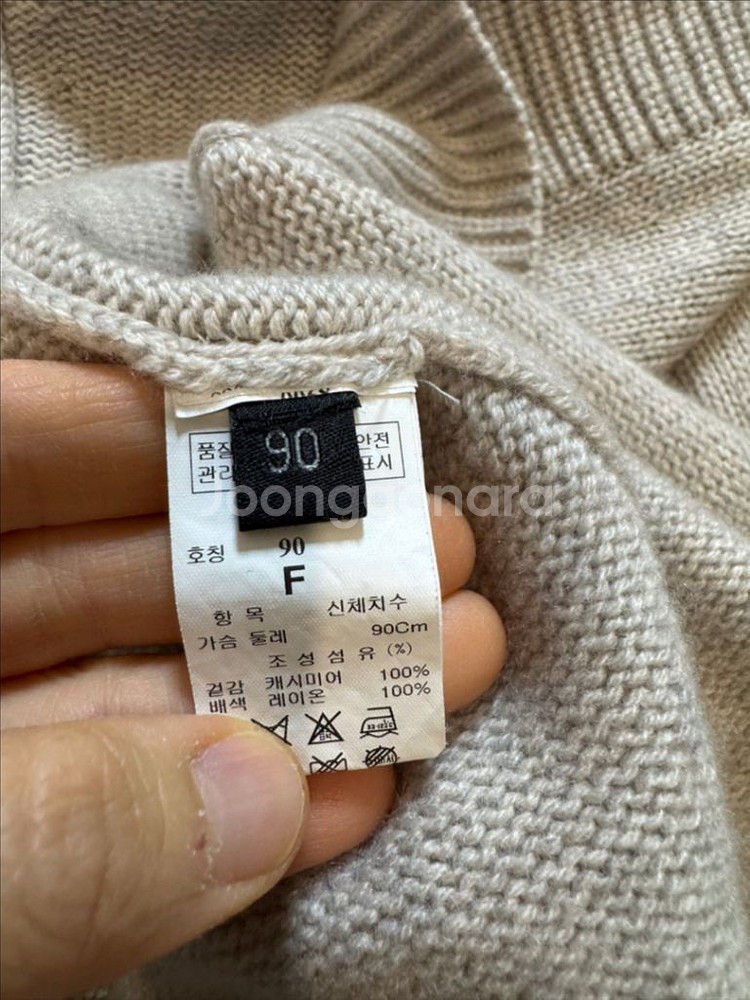 90
품질 안전
관리 표시
Joonggonara
호칭 90
F
항 목 신체치수
가슴 둘레 90Cm
조 성 섬 유 (%)
겉감 캐시미어 100%
배색 레이온 100%